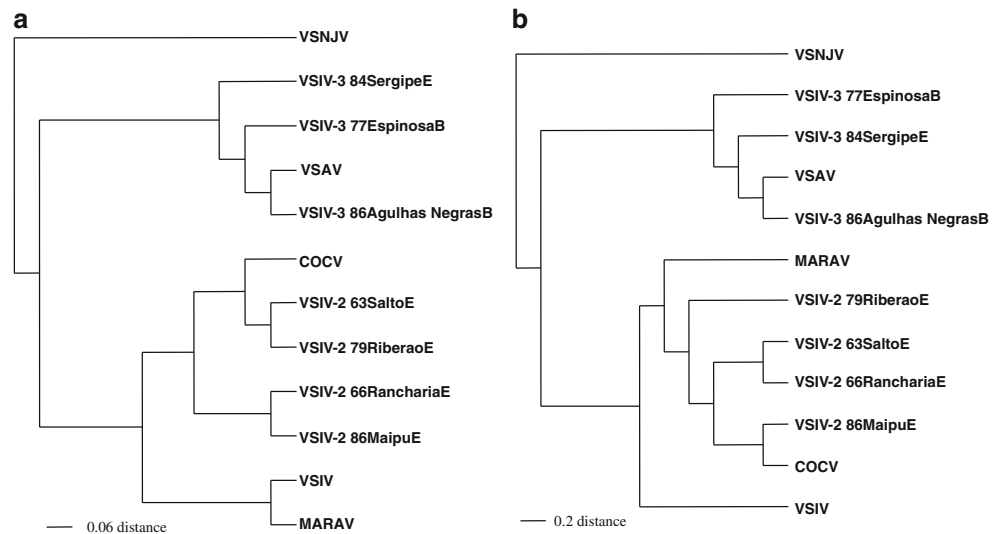 a
VSNJV
VSIV-3 84SergipeE
VSIV-3 77EspinosaB
VSAV
VSIV-3 86Agulhas NegrasB
COCV
VSIV-2 63SaltoE
VSIV-2 79RiberaoE
VSIV-2 66RanchariaE
VSIV-2 86MaipuE
VSIV
MARAV
0.06 distance
b
VSNJV
VSIV-3 77EspinosaB
VSIV-3 84SergipeE
VSAV
VSIV-3 86Agulhas NegrasB
MARAV
VSIV-2 79RiberaoE
VSIV-2 63SaltoE
VSIV-2 66RanchariaE
VSIV-2 86MaipuE
COCV
VSIV
0.2 distance